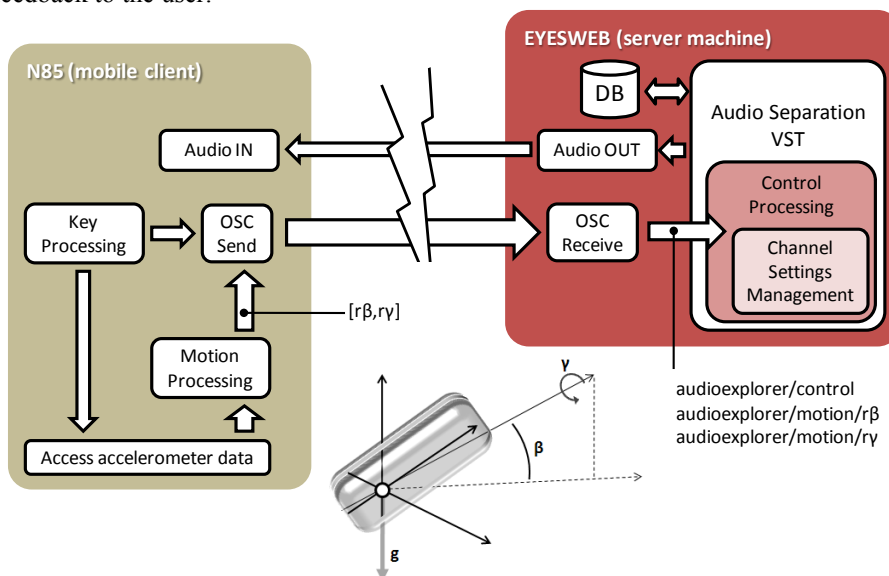 eedback to the user.
EYESWEB (server machine)
N85 (mobile client)
DB
Audio Separation
VST
Audio IN
Audio OUT
Control
Processing
Key
Processing
OSC
Send
OSC
Receive
Channel
Settings
Management
[rβ,rγ]
Motion
Processing
Access accelerometer data
γ
β
g
audioexplorer/control
audioexplorer/motion/rβ
audioexplorer/motion/rγ